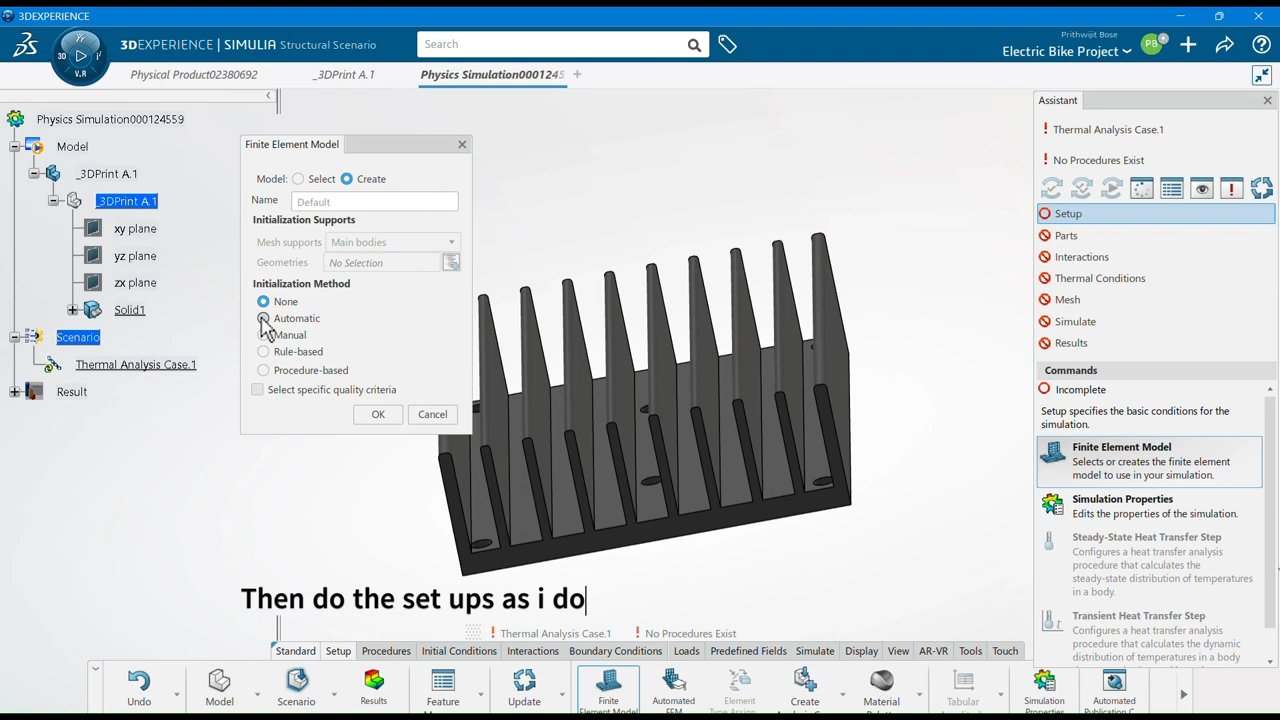 3DEXPERIENCE
3DEXPERIENCE | SIMULIA Structural Scenario
3D
V.R
Search
Prithwijit Bose
Electric Bike Project
PB
Physical Product02380692
_3DPrint A.1
Physics Simulation0001245
Physics Simulation000124559
Model
_3DPrint A.1
_3DPrint A.1
xy plane
yz plane
zx plane
Solid1
Scenario
Thermal Analysis Case.1
Result
Finite Element Model
Model: Select Create
Name Default
Initialization Supports
Mesh supports Main bodies
Geometries No Selection
Initialization Method
None
Automatic
Manual
Rule-based
Procedure-based
Select specific quality criteria
OK Cancel
Assistant
! Thermal Analysis Case.1
! No Procedures Exist
Setup
Parts
Interactions
Thermal Conditions
Mesh
Simulate
Results
Commands
Incomplete
Setup specifies the basic conditions for the
simulation.
Finite Element Model
Selects or creates the finite element
model to use in your simulation.
Simulation Properties
Edits the properties of the simulation.
Steady-State Heat Transfer Step
Configures a heat transfer analysis
procedure that calculates the
steady-state distribution of temperatures
in a body.
Transient Heat Transfer Step
Configures a heat transfer analysis
procedure that calculates the dynamic
distribution of temperatures in a body
Then do the set ups as i do
! Thermal Analysis Case.1 ! No Procedures Exist
Standard Setup Procedures Initial Conditions Interactions Boundary Conditions Loads Predefined Fields Simulate Display View AR-VR Tools Touch
Undo Model Scenario Results Feature Update Finite Automated Element Create Material Tabular Simulation Automated
Element Model FEM Properties Publication C